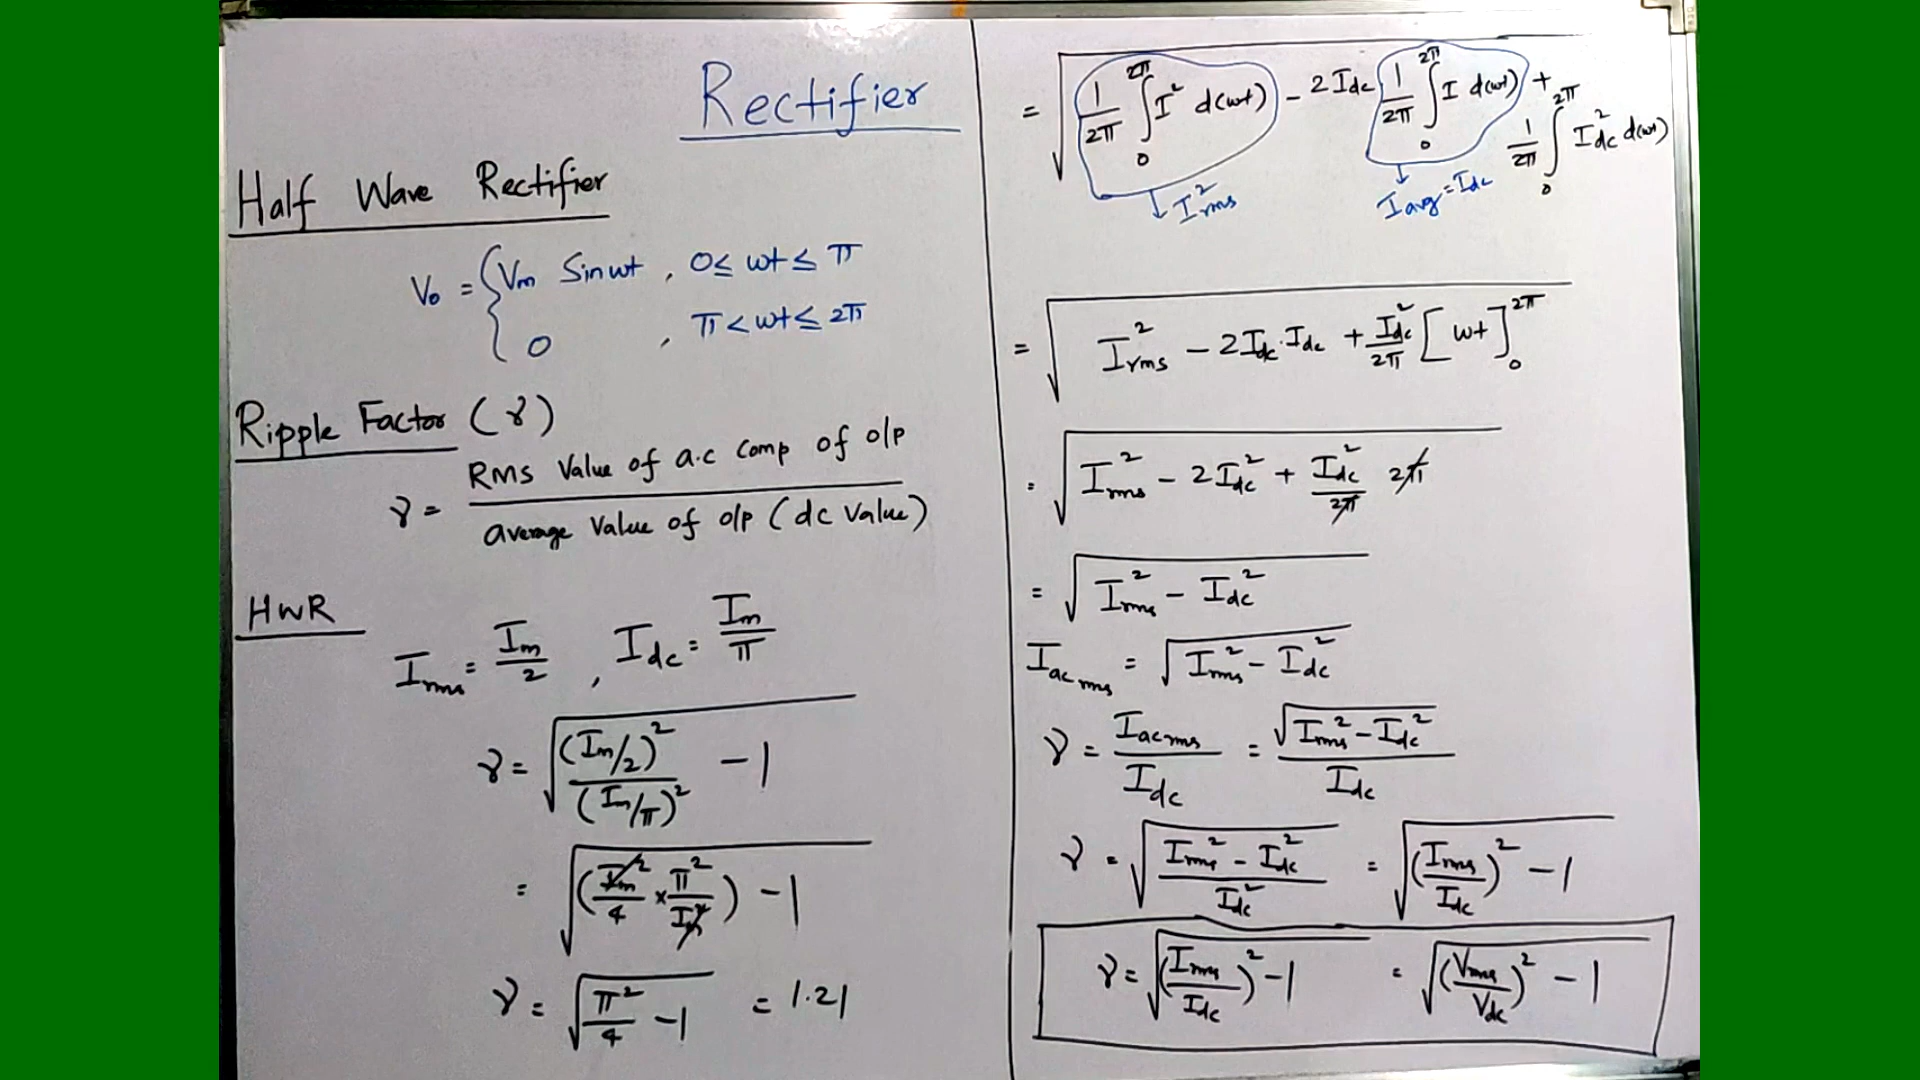 Rectifier
Half Wave Rectifier
V₀ = { Vm Sin ωt , 0 ≤ ωt ≤ π
0 , π < ωt ≤ 2π
Ripple Factor (γ)
γ = RMS Value of a.c comp of o/p / average Value of o/p (dc Value)
HWR
Irms = Im/2 , Idc = Im/π
γ = √((Im/2)² / (Im/π)² - 1)
= √((Im²/4 × π²/Im²) - 1)
γ = √(π²/4 - 1) = 1.21
= √(1/2π ∫₀^2π I² d(ωt) - 2 Idc 1/2π ∫₀^2π I d(ωt) + 1/2π ∫₀^2π Idc² d(ωt))
↓ I²rms ↓ Iavg = Idc
= √(Irms² - 2Idc·Idc + Idc²/2π [ωt]₀^2π)
= √(Irms² - 2Idc² + Idc²/2π 2π)
= √(Irms² - Idc²)
Iac rms = √(Irms² - Idc²)
γ = Iac rms / Idc = √(Irms² - Idc²) / Idc
γ = √((Irms² - Idc²) / Idc²) = √((Irms/Idc)² - 1)
γ = √((Irms/Idc)² - 1) = √((Vrms/Vdc)² - 1)